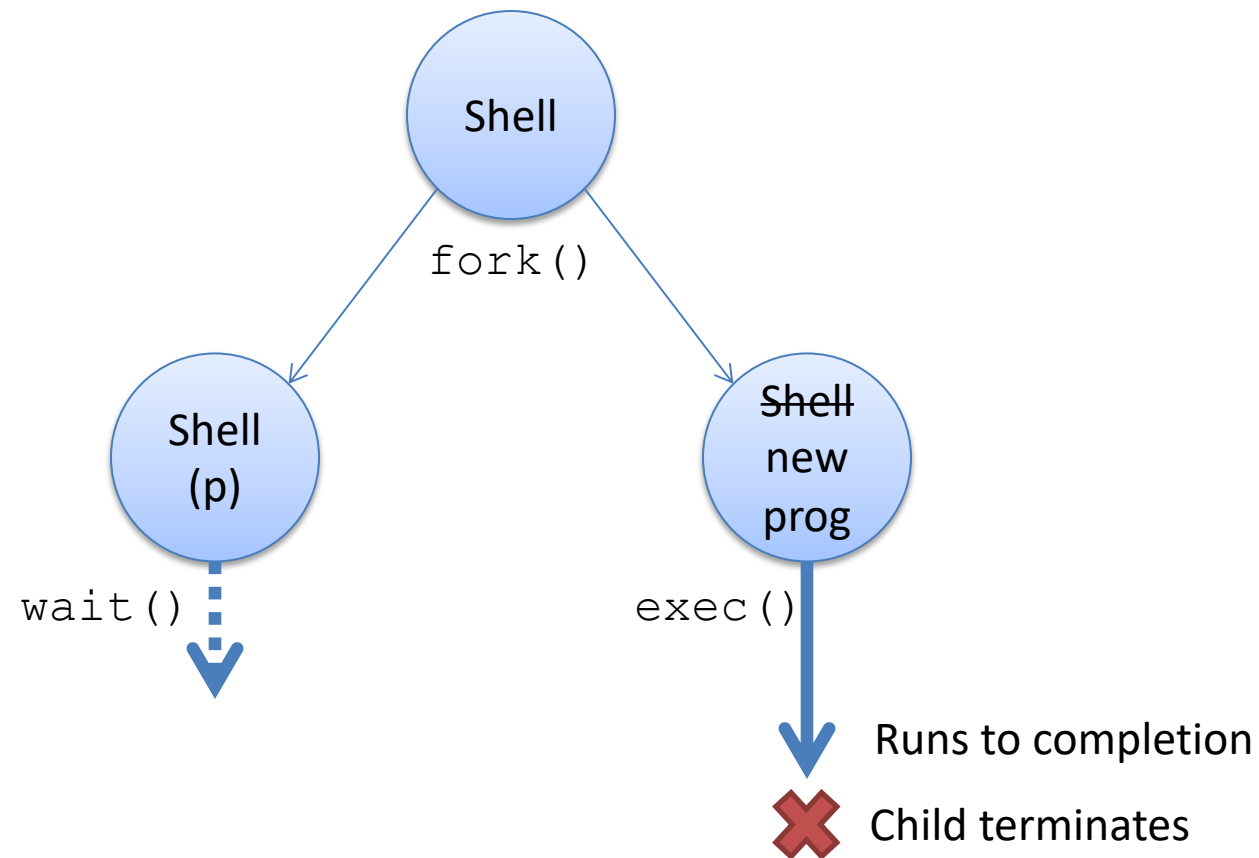 Shell
fork()
Shell
(p)
Shell
new
prog
wait()
exec()
Runs to completion
Child terminates